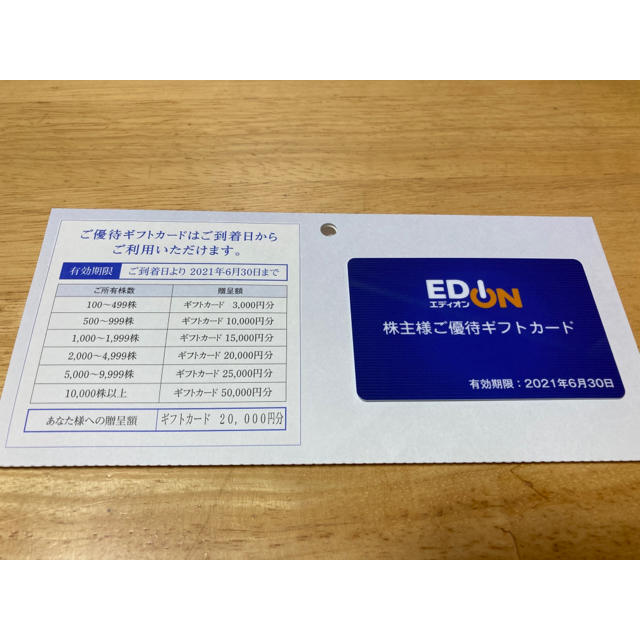 ご優待ギフトカードはご到着日から
ご利用いただけます。
有効期限 ご到着日より 2021年6月30日まで
ご所有株数 贈呈額
100～499株 ギフトカード 3,000円分
500～999株 ギフトカード 10,000円分
1,000～1,999株 ギフトカード 15,000円分
2,000～4,999株 ギフトカード 20,000円分
5,000～9,999株 ギフトカード 25,000円分
10,000株以上 ギフトカード 50,000円分
あなた様への贈呈額 ギフトカード 20,000円分
EDION
エディオン
株主様ご優待ギフトカード
有効期限：2021年6月30日